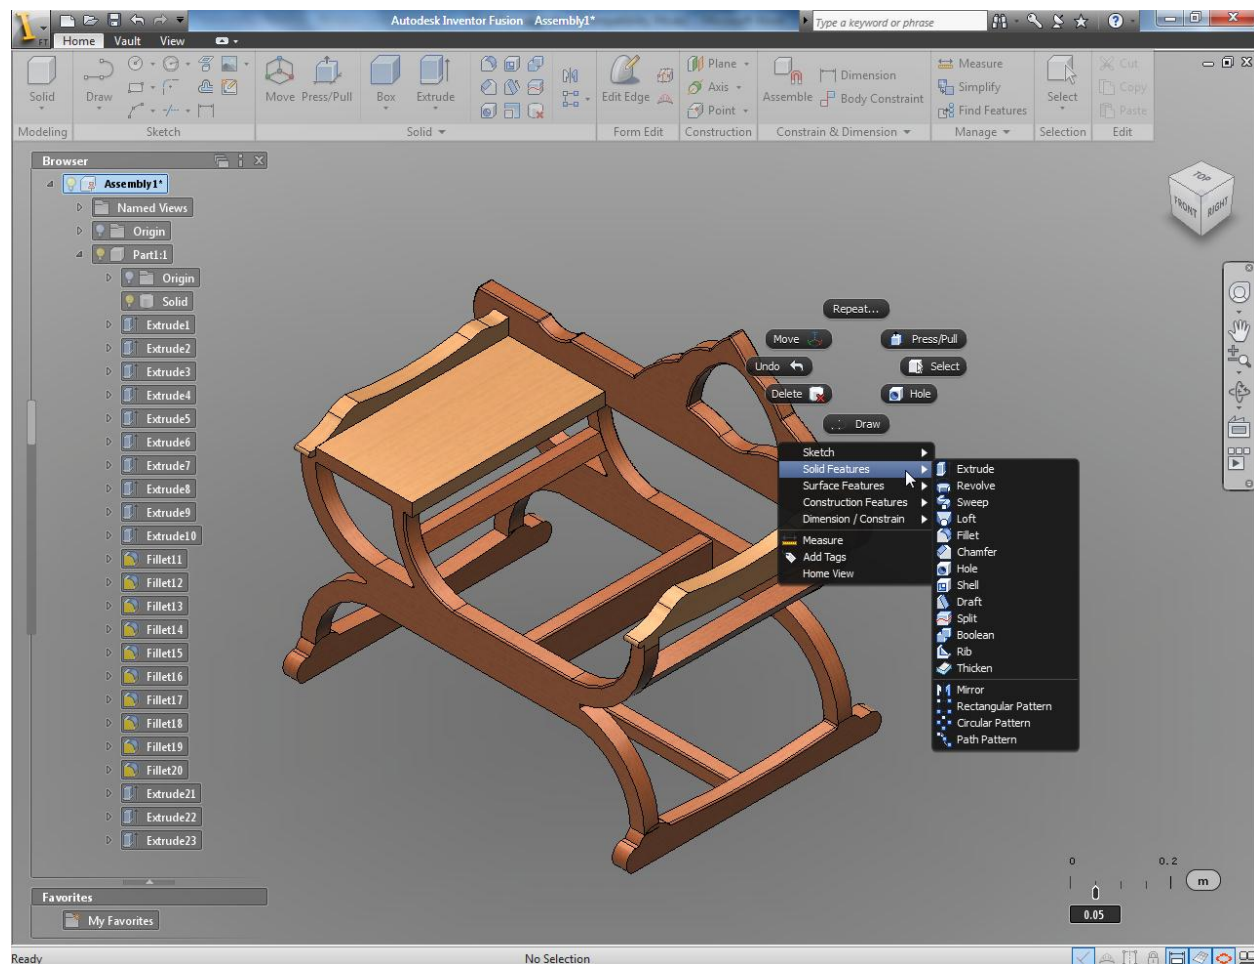 Autodesk Inventor Fusion Assembly1*
Type a keyword or phrase
FT
Home Vault View
Solid
Draw
Move Press/Pull
Box Extrude
Edit Edge
Plane
Axis
Point
Assemble
Dimension
Body Constraint
Measure
Simplify
Find Features
Select
Cut
Copy
Paste
Modeling Sketch Solid Form Edit Construction Constrain & Dimension Manage Selection Edit
Browser
Assembly1*
Named Views
Origin
Part1:1
Origin
Solid
Extrude1
Extrude2
Extrude3
Extrude4
Extrude5
Extrude6
Extrude7
Extrude8
Extrude9
Extrude10
Fillet11
Fillet12
Fillet13
Fillet14
Fillet15
Fillet16
Fillet17
Fillet18
Fillet19
Fillet20
Extrude21
Extrude22
Extrude23
Favorites
My Favorites
TOP
FRONT RIGHT
Repeat...
Move Press/Pull
Undo Select
Delete Hole
Draw
Sketch
Solid Features
Surface Features
Construction Features
Dimension / Constrain
Measure
Add Tags
Home View
Extrude
Revolve
Sweep
Loft
Fillet
Chamfer
Hole
Shell
Draft
Split
Boolean
Rib
Thicken
Mirror
Rectangular Pattern
Circular Pattern
Path Pattern
0 0.2
m
0.05
Ready No Selection